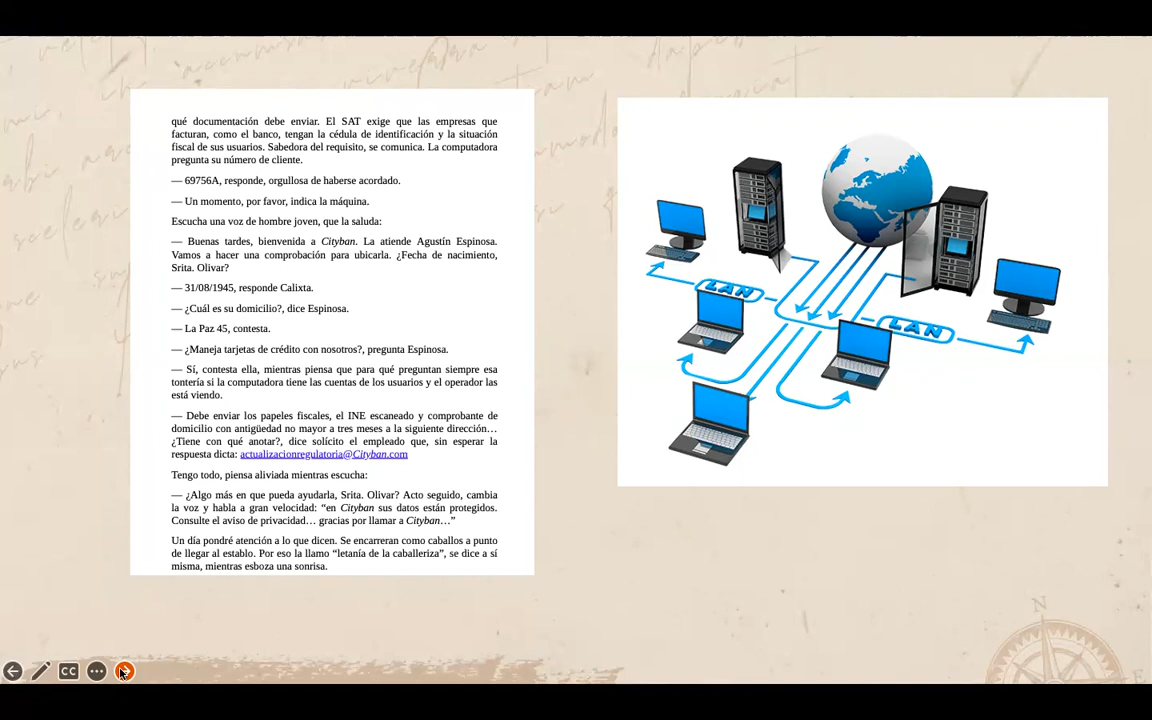 qué documentación debe enviar. El SAT exige que las empresas que
facturan, como el banco, tengan la cédula de identificación y la situación
fiscal de sus usuarios. Sabedora del requisito, se comunica. La computadora
pregunta su número de cliente.
— 69756A, responde, orgullosa de haberse acordado.
— Un momento, por favor, indica la máquina.
Escucha una voz de hombre joven, que la saluda:
— Buenas tardes, bienvenida a Cityban. La atiende Agustín Espinosa.
Vamos a hacer una comprobación para ubicarla. ¿Fecha de nacimiento,
Srita. Olivar?
— 31/08/1945, responde Calixta.
— ¿Cuál es su domicilio?, dice Espinosa.
— La Paz 45, contesta.
— ¿Maneja tarjetas de crédito con nosotros?, pregunta Espinosa.
— Sí, contesta ella, mientras piensa que para qué preguntan siempre esa
tontería si la computadora tiene las cuentas de los usuarios y el operador las
está viendo.
— Debe enviar los papeles fiscales, el INE escaneado y comprobante de
domicilio con antigüedad no mayor a tres meses a la siguiente dirección…
¿Tiene con qué anotar?, dice solícito el empleado que, sin esperar la
respuesta dicta: actualizacionregulatoria@Cityban.com
Tengo todo, piensa aliviada mientras escucha:
— ¿Algo más en que pueda ayudarla, Srita. Olivar? Acto seguido, cambia
la voz y habla a gran velocidad: “en Cityban sus datos están protegidos.
Consulte el aviso de privacidad… gracias por llamar a Cityban…”
Un día pondré atención a lo que dicen. Se encarreran como caballos a punto
de llegar al establo. Por eso la llamo “letanía de la caballeriza”, se dice a sí
misma, mientras esboza una sonrisa.
LAN
LAN
N
E
CC